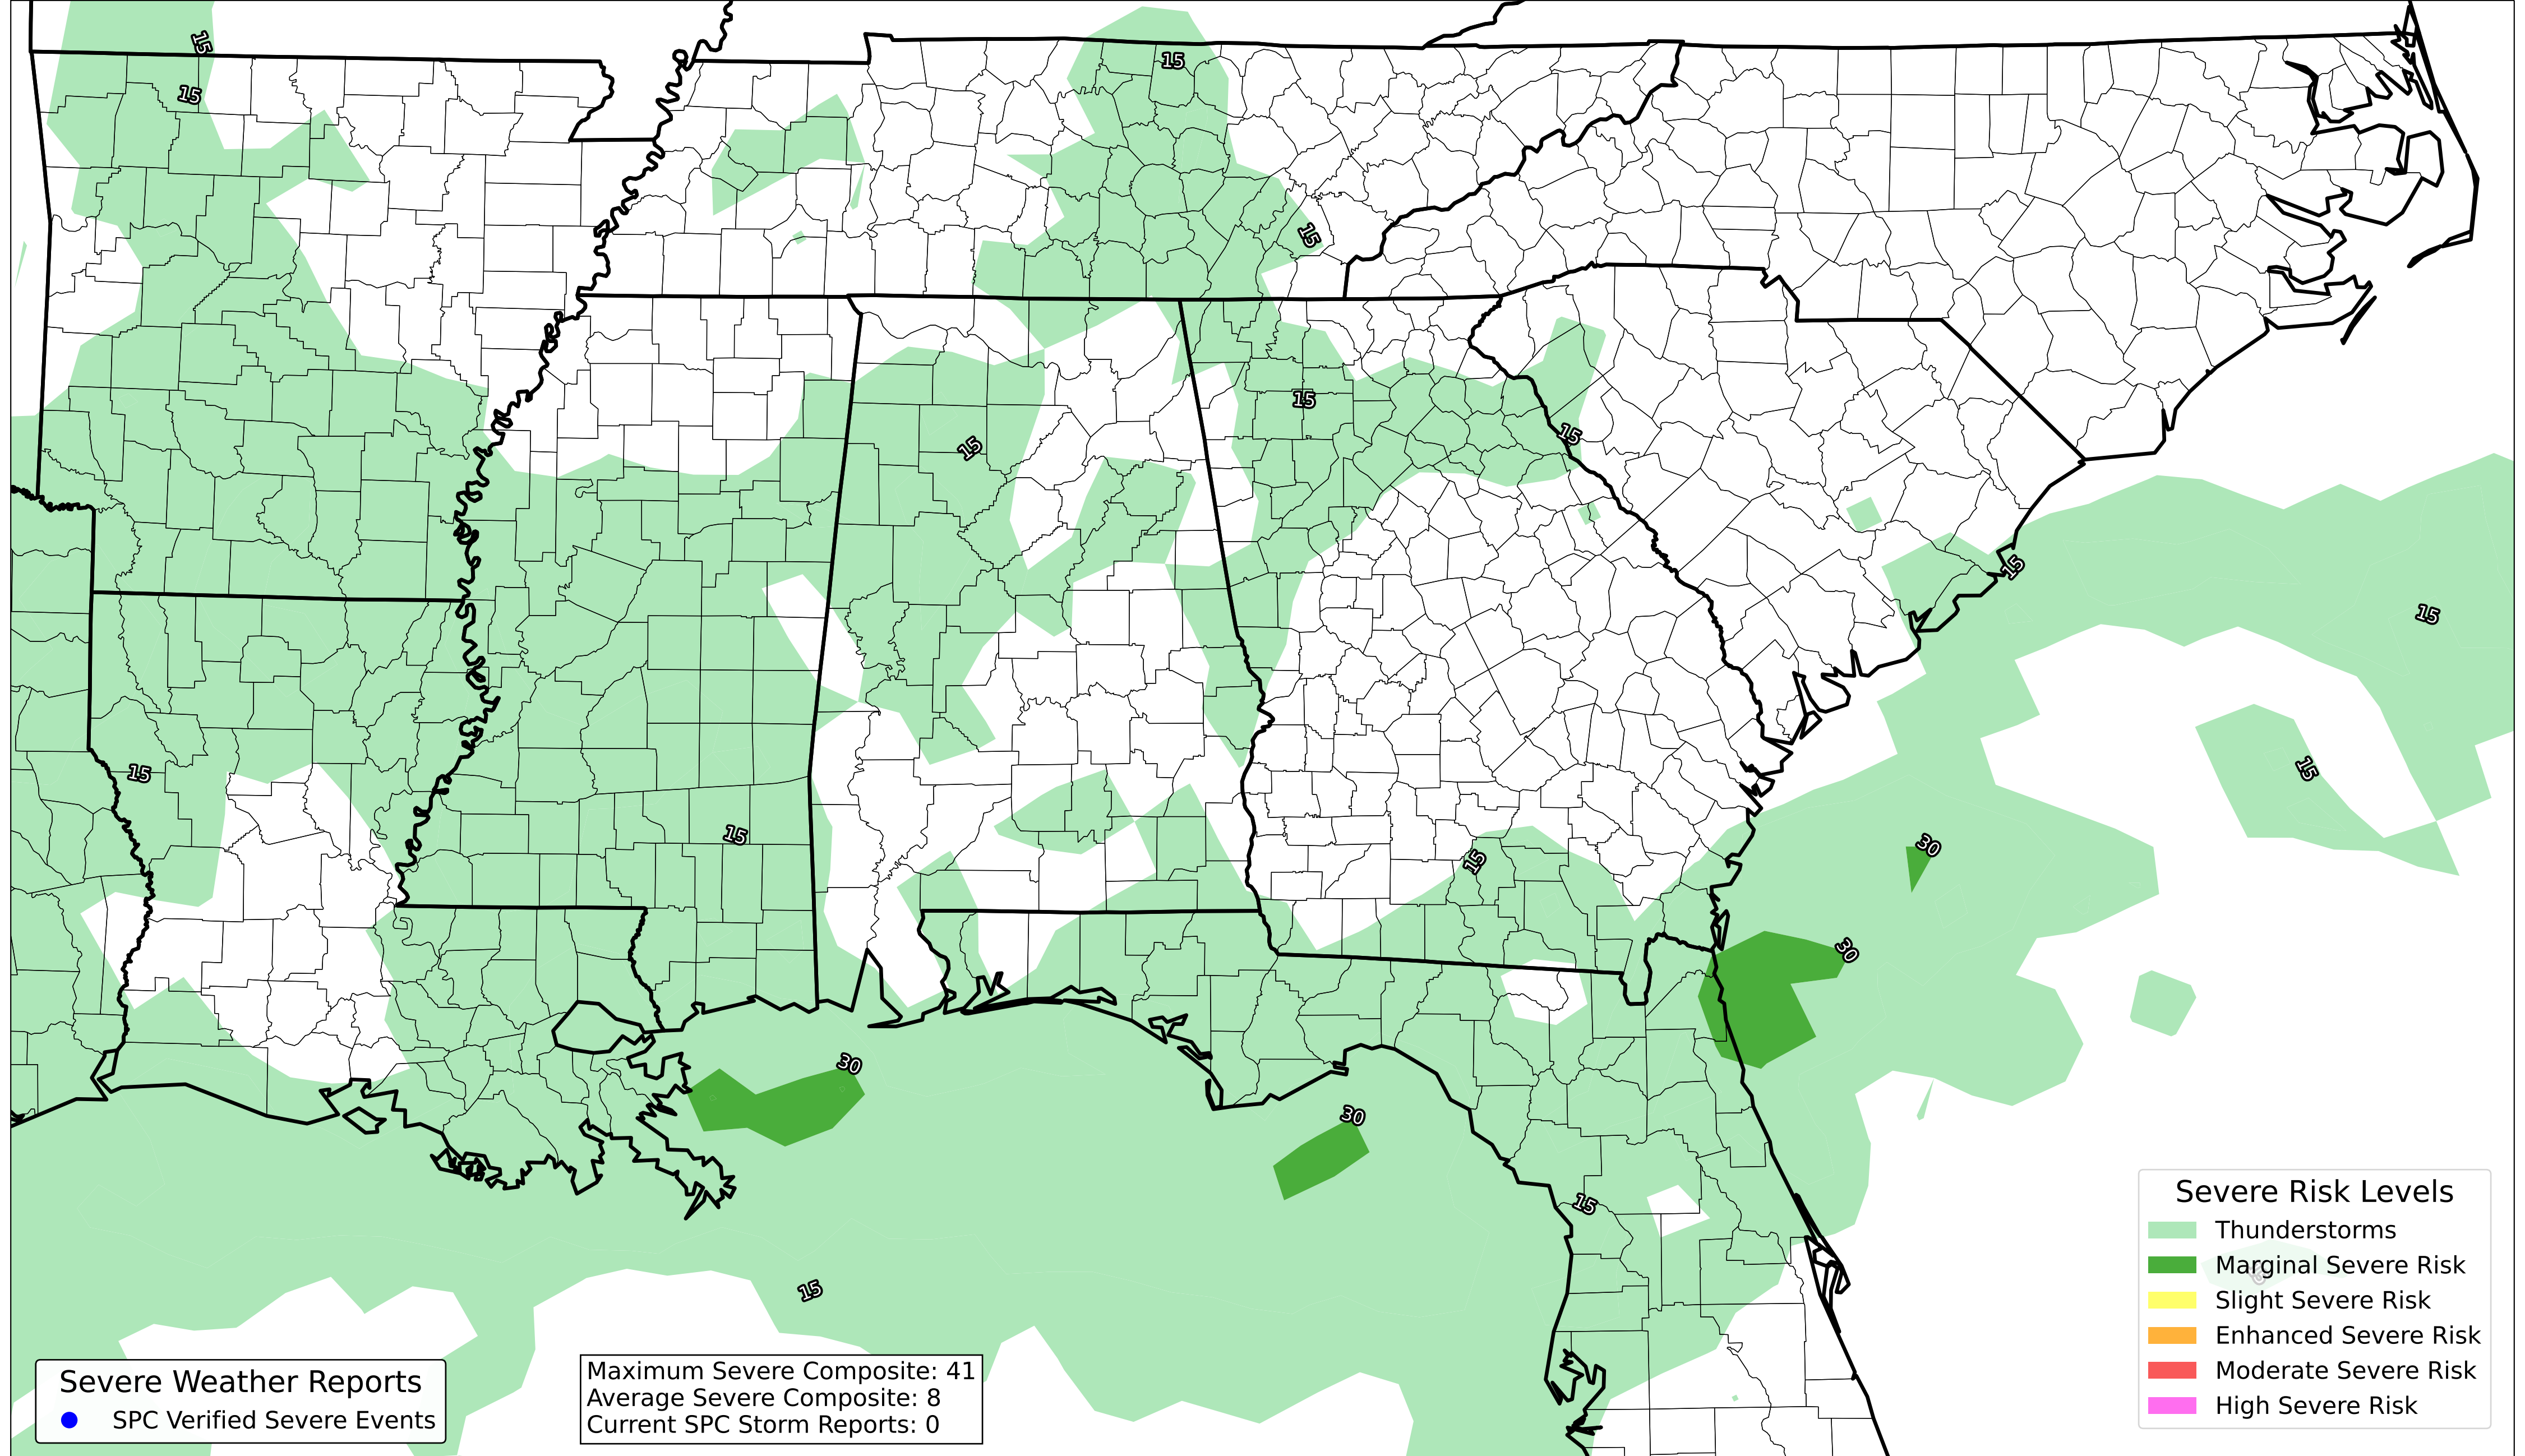 15
15
15
15
15
15
15
15
15
15
15
30
15
15
30
30
30
15
15
Severe Risk Levels
Thunderstorms
Marginal Severe Risk
Slight Severe Risk
Enhanced Severe Risk
Moderate Severe Risk
High Severe Risk
Severe Weather Reports
SPC Verified Severe Events
Maximum Severe Composite: 41
Average Severe Composite: 8
Current SPC Storm Reports: 0